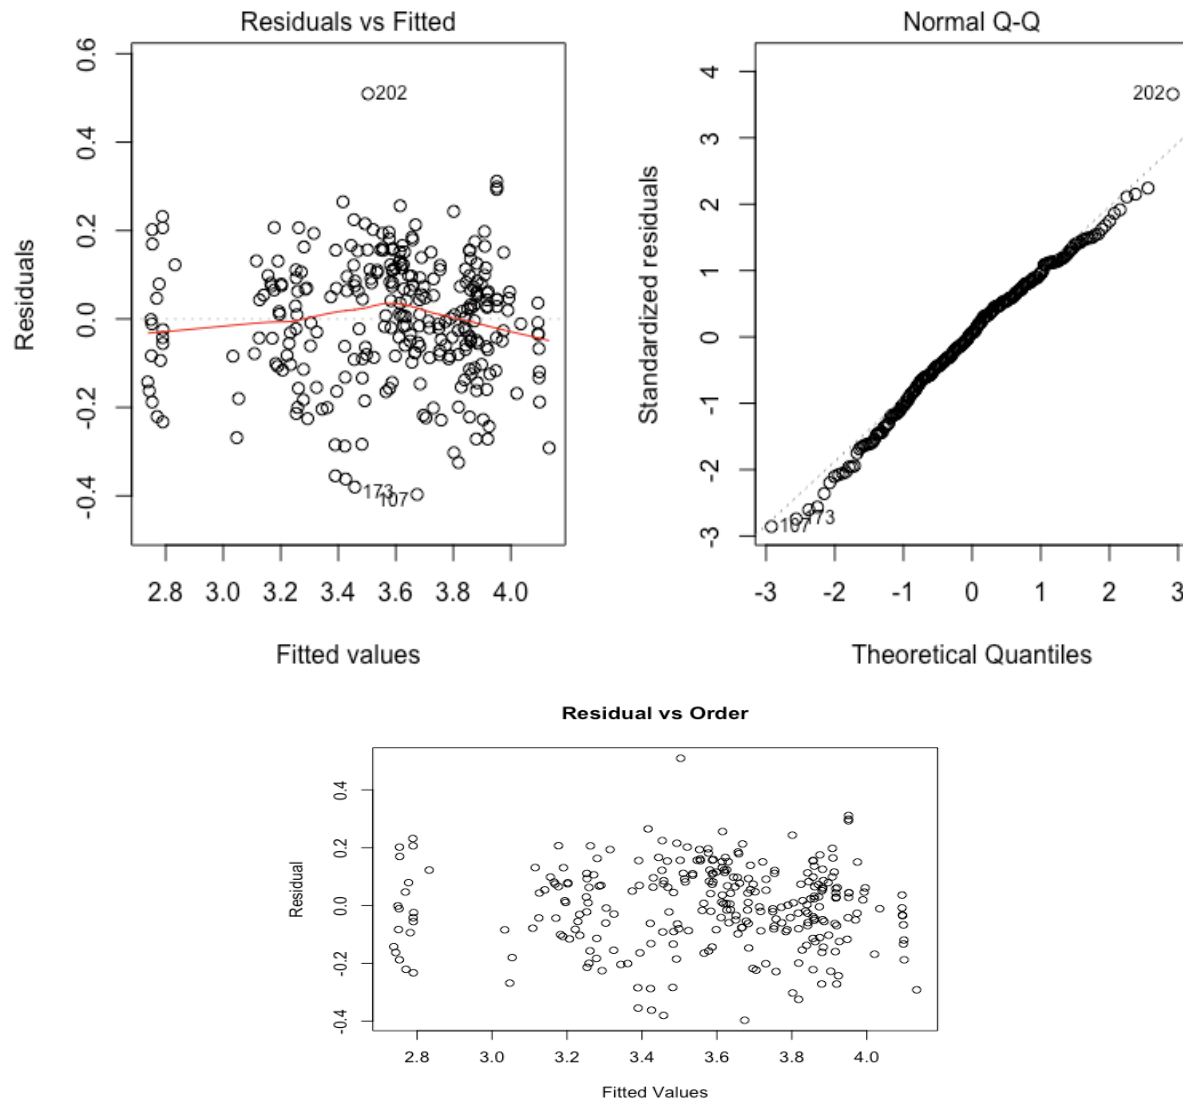 Residuals vs Fitted
Residuals
0.6
0.4
0.2
0.0
-0.2
-0.4
202
173
107
2.8 3.0 3.2 3.4 3.6 3.8 4.0
Fitted values
Normal Q-Q
Standardized residuals
4
3
2
1
0
-1
-2
-3
202
107
173
-3 -2 -1 0 1 2 3
Theoretical Quantiles
Residual vs Order
Residual
0.4
0.2
0.0
-0.2
-0.4
2.8 3.0 3.2 3.4 3.6 3.8 4.0
Fitted Values